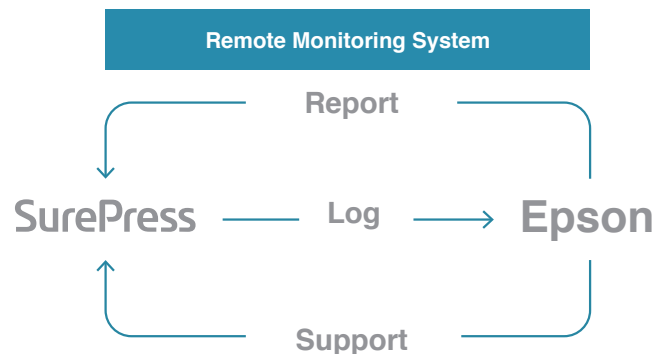 Remote Monitoring System
Report
SurePress
Log
Epson
Support